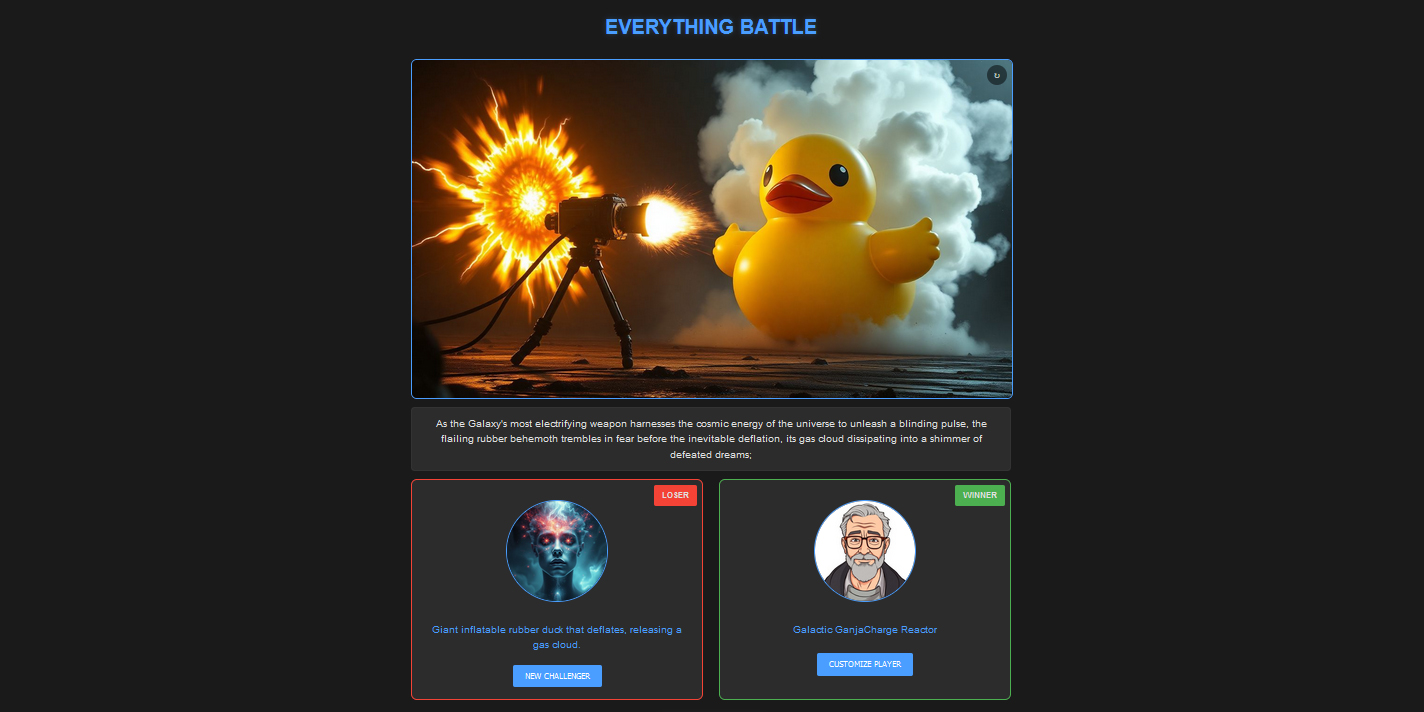 EVERYTHING BATTLE
↻
As the Galaxy's most electrifying weapon harnesses the cosmic energy of the universe to unleash a blinding pulse, the
flailing rubber behemoth trembles in fear before the inevitable deflation, its gas cloud dissipating into a shimmer of
defeated dreams;
LOSER
Giant inflatable rubber duck that deflates, releasing a
gas cloud.
NEW CHALLENGER
WINNER
Galactic GanjaCharge Reactor
CUSTOMIZE PLAYER